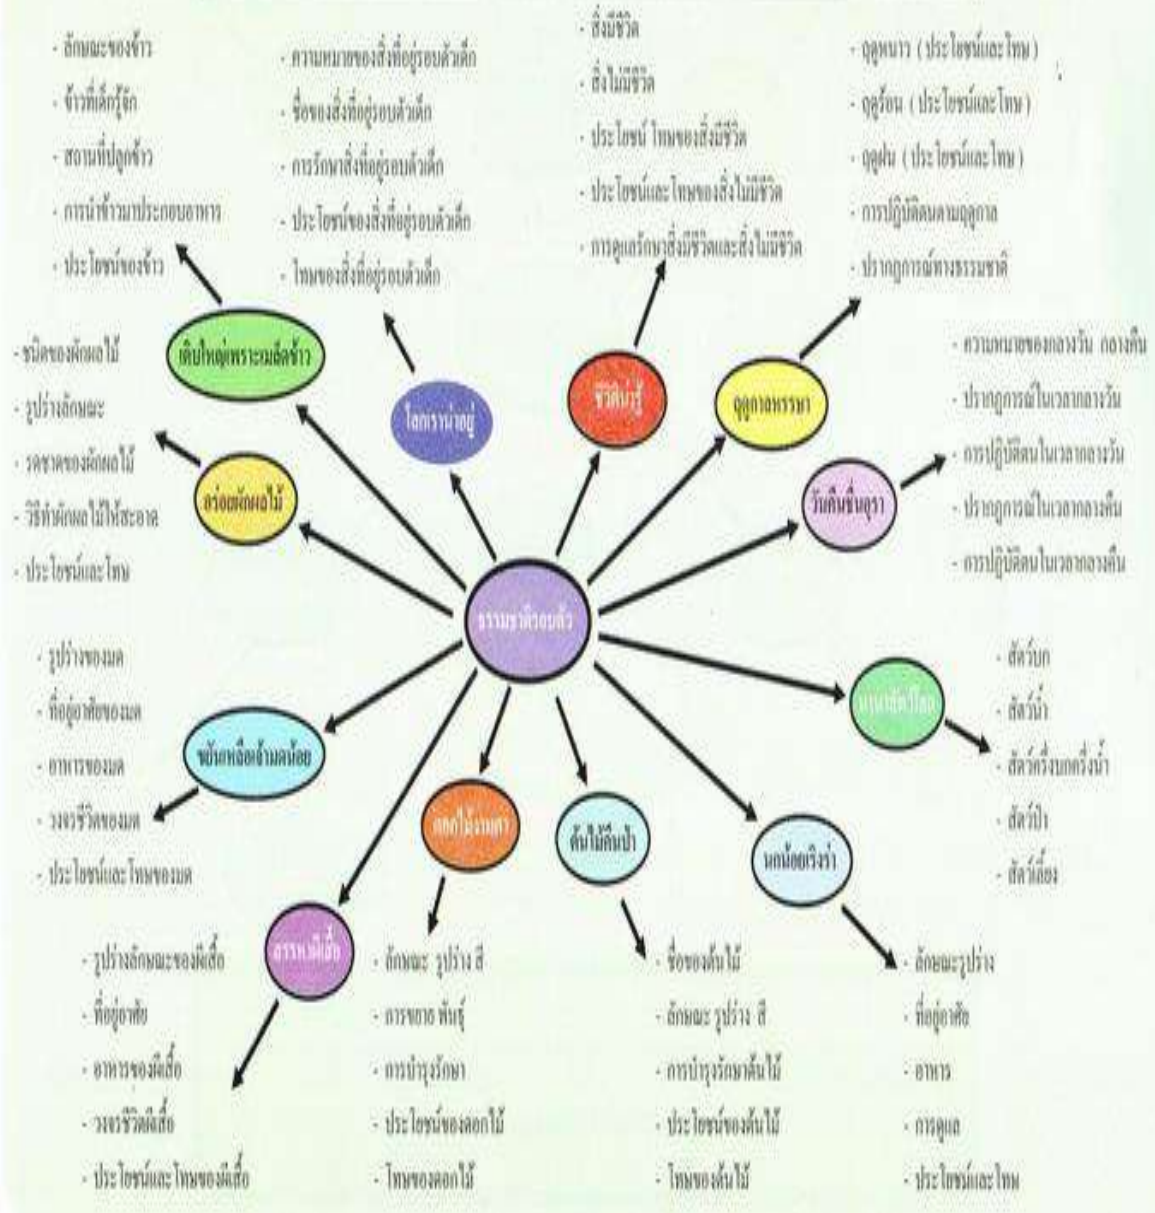 - ลักษณะของข้าว
- ข้าวที่เด็กรู้จัก
- สถานที่ปลูกข้าว
- การนำข้าวมาประกอบอาหาร
- ประโยชน์ของข้าว
- ความหมายของสิ่งที่อยู่รอบตัวเด็ก
- ชื่อของสิ่งที่อยู่รอบตัวเด็ก
- การรักษาสิ่งที่อยู่รอบตัวเด็ก
- ประโยชน์ของสิ่งที่อยู่รอบตัวเด็ก
- โทษของสิ่งที่อยู่รอบตัวเด็ก
- สิ่งมีชีวิต
- สิ่งไม่มีชีวิต
- ประโยชน์ โทษของสิ่งมีชีวิต
- ประโยชน์และโทษของสิ่งไม่มีชีวิต
- การดูแลรักษาสิ่งมีชีวิตและสิ่งไม่มีชีวิต
- ฤดูหนาว ( ประโยชน์และโทษ )
- ฤดูร้อน ( ประโยชน์และโทษ )
- ฤดูฝน ( ประโยชน์และโทษ )
- การปฏิบัติตนตามฤดูกาล
- ปรากฏการณ์ทางธรรมชาติ
เติบใหญ่เพราะเมล็ดข้าว
โลกเราน่าอยู่
ชีวิตน่ารู้
ฤดูกาลหรรษา
- ชนิดของผักผลไม้
- รูปร่างลักษณะ
- รสชาดของผักผลไม้
- วิธีทำผักผลไม้ให้สะอาด
- ประโยชน์และโทษ
อร่อยผักผลไม้
วันคืนชื่นอุรา
- ความหมายของกลางวัน กลางคืน
- ปรากฏการณ์ในเวลากลางวัน
- การปฏิบัติตนในเวลากลางวัน
- ปรากฏการณ์ในเวลากลางคืน
- การปฏิบัติตนในเวลากลางคืน
ธรรมชาติรอบตัว
- รูปร่างของมด
- ที่อยู่อาศัยของมด
- อาหารของมด
- วงจรชีวิตของมด
- ประโยชน์และโทษของมด
ขยันเหลือเจ้ามดน้อย
ดอกไม้งามตา
ต้นไม้คืนป่า
นกน้อยเริงร่า
นานาสัตว์โลก
- สัตว์บก
- สัตว์น้ำ
- สัตว์ครึ่งบกครึ่งน้ำ
- สัตว์ป่า
- สัตว์เลี้ยง
สรรหาผีเสื้อ
- รูปร่างลักษณะของผีเสื้อ
- ที่อยู่อาศัย
- อาหารของผีเสื้อ
- วงจรชีวิตผีเสื้อ
- ประโยชน์และโทษของผีเสื้อ
- ลักษณะ รูปร่าง สี
- การขยาย พันธุ์
- การบำรุงรักษา
- ประโยชน์ของดอกไม้
- โทษของดอกไม้
- ชื่อของต้นไม้
- ลักษณะ รูปร่าง สี
- การบำรุงรักษาต้นไม้
- ประโยชน์ของต้นไม้
- โทษของต้นไม้
- ลักษณะรูปร่าง
- ที่อยู่อาศัย
- อาหาร
- การดูแล
- ประโยชน์และโทษ